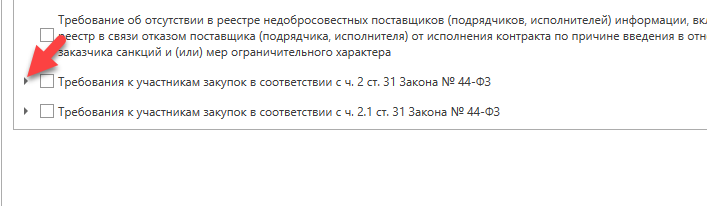 Требование об отсутствии в реестре недобросовестных поставщиков (подрядчиков, исполнителей) информации, вкл
реестр в связи отказом поставщика (подрядчика, исполнителя) от исполнения контракта по причине введения в отн
заказчика санкций и (или) мер ограничительного характера
Требования к участникам закупок в соответствии с ч. 2 ст. 31 Закона № 44-ФЗ
Требования к участникам закупок в соответствии с ч. 2.1 ст. 31 Закона № 44-ФЗ